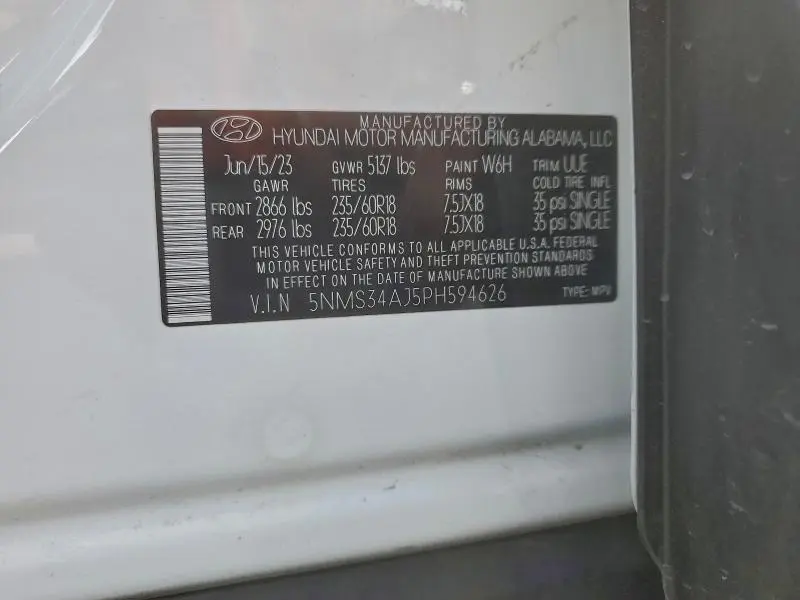 MANUFACTURED BY
HYUNDAI MOTOR MANUFACTURING ALABAMA, LLC
Jun/15/23 GVWR 5137 lbs PAINT W6H TRIM UUE
GAWR TIRES RIMS COLD TIRE INFL
FRONT 2866 lbs 235/60R18 7.5JX18 35 psi SINGLE
REAR 2976 lbs 235/60R18 7.5JX18 35 psi SINGLE
THIS VEHICLE CONFORMS TO ALL APPLICABLE U.S.A. FEDERAL
MOTOR VEHICLE SAFETY AND THEFT PREVENTION STANDARDS
IN EFFECT ON THE DATE OF MANUFACTURE SHOWN ABOVE
V.I.N 5NMS34AJ5PH594626 TYPE: MPV